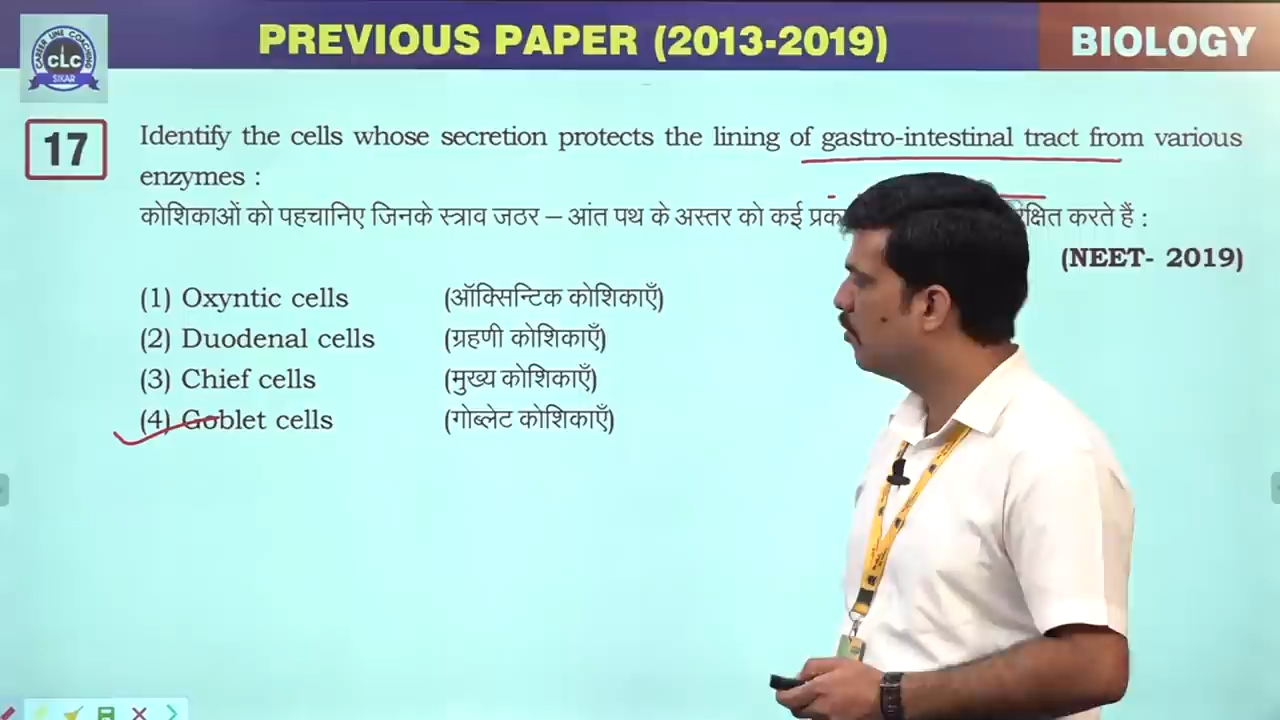 CAREER LINE COACHING
CLC
SIKAR
PREVIOUS PAPER (2013-2019)
BIOLOGY
17
Identify the cells whose secretion protects the lining of gastro-intestinal tract from various
enzymes :
कोशिकाओं को पहचानिए जिनके स्त्राव जठर – आंत पथ के अस्तर को कई करते हैं :
(NEET- 2019)
(1) Oxyntic cells (ऑक्सिन्टिक कोशिकाएँ)
(2) Duodenal cells (ग्रहणी कोशिकाएँ)
(3) Chief cells (मुख्य कोशिकाएँ)
(4) Goblet cells (गोब्लेट कोशिकाएँ)